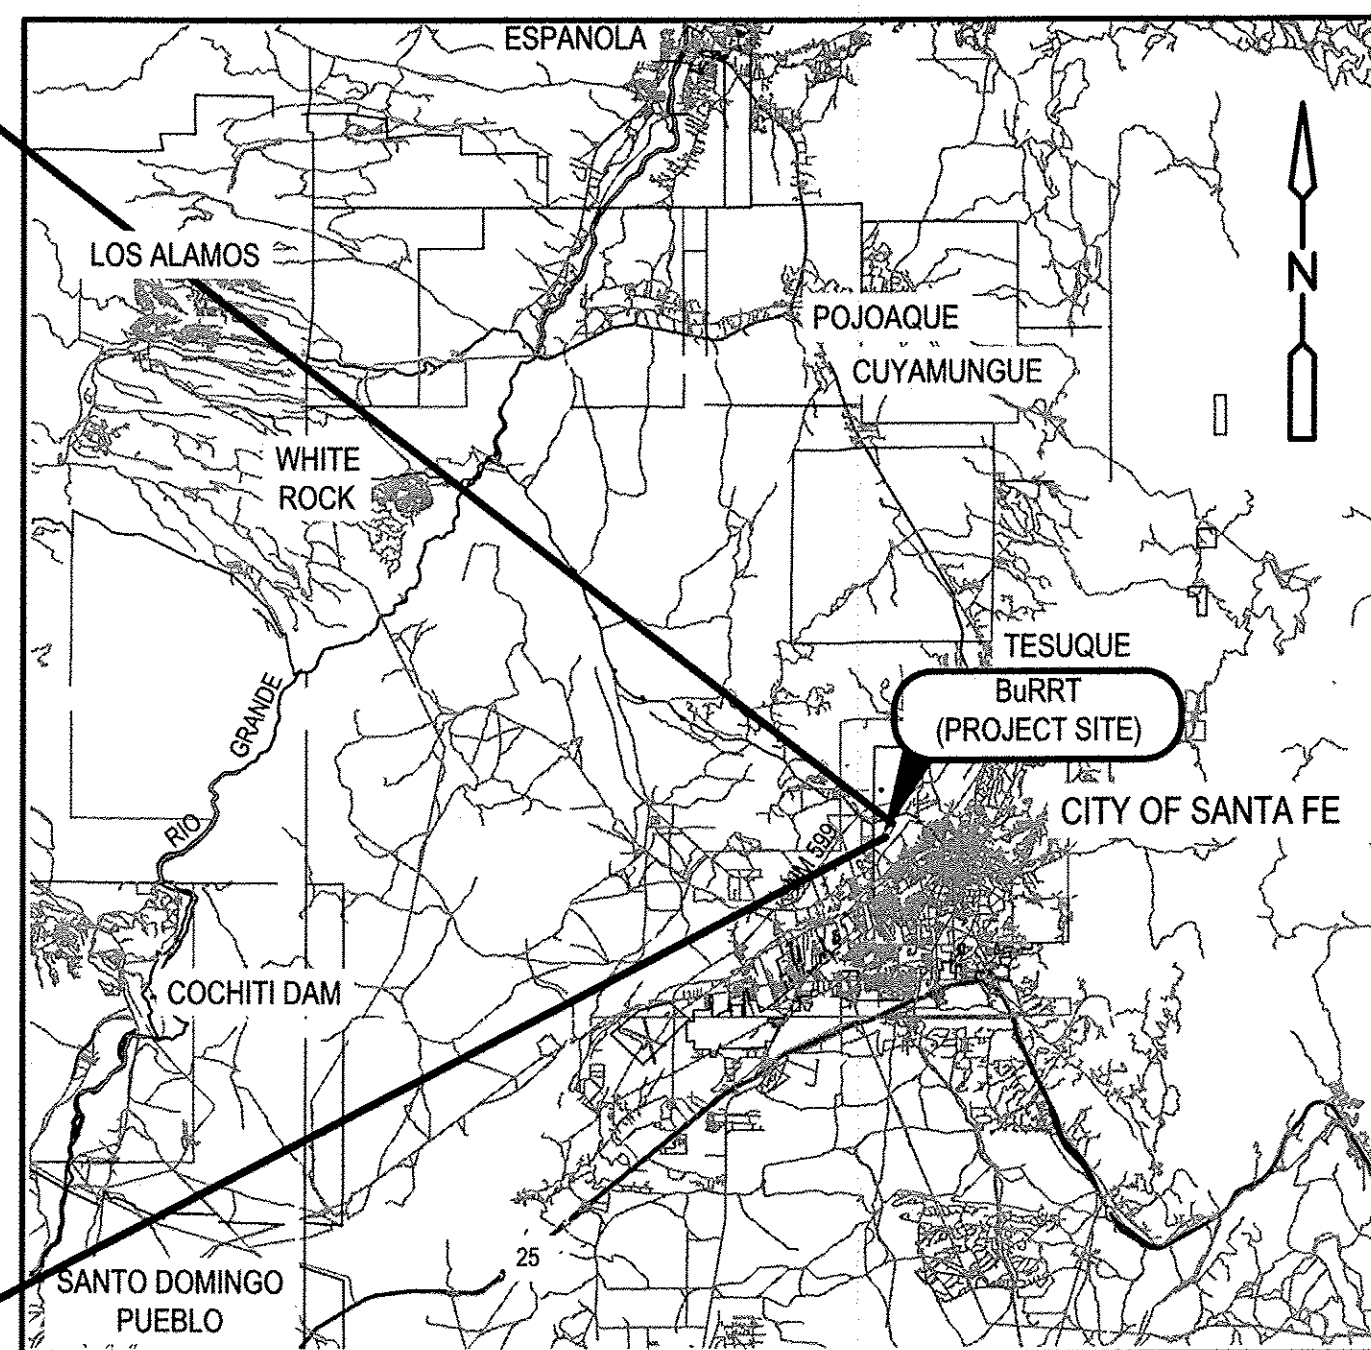 ESPANOLA
LOS ALAMOS
N
POJOAQUE
CUYAMUNGUE
WHITE
ROCK
TESUQUE
BuRRT
(PROJECT SITE)
RIO GRANDE
CITY OF SANTA FE
NM 599
COCHITI DAM
25
SANTO DOMINGO
PUEBLO